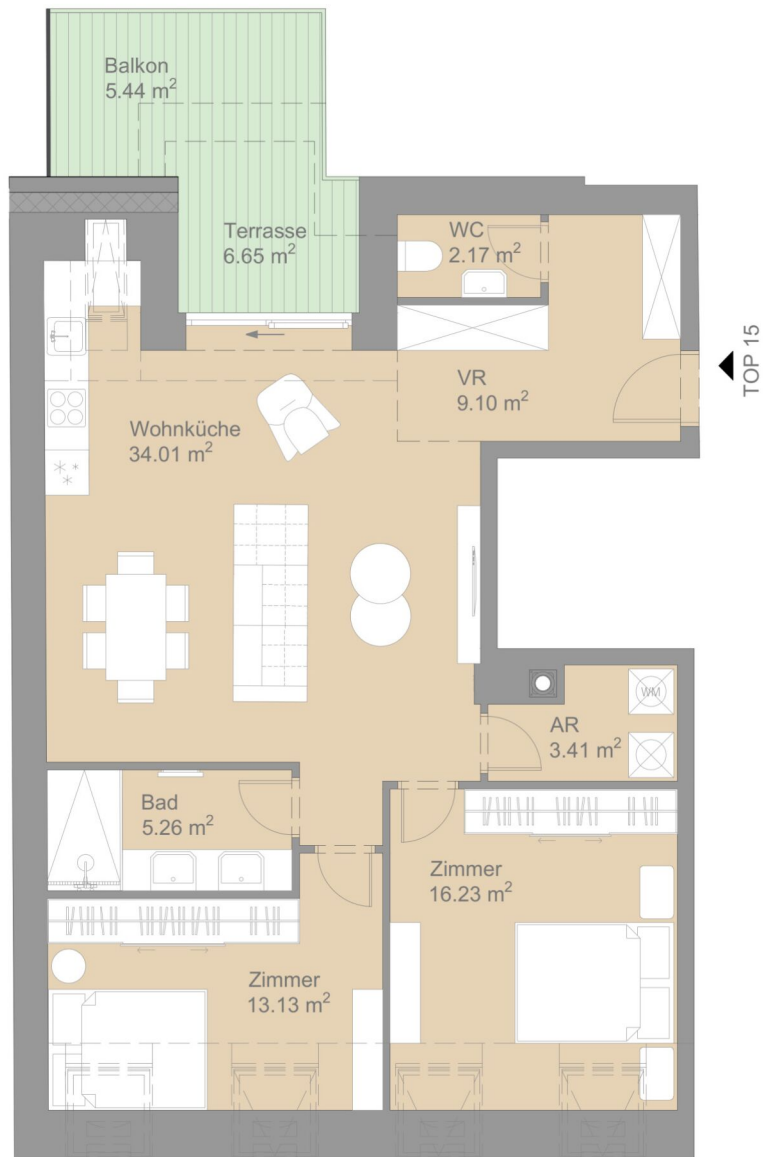 Balkon
5.44 m²
Terrasse
6.65 m²
WC
2.17 m²
VR
9.10 m²
TOP 15
Wohnküche
34.01 m²
WM
AR
3.41 m²
Bad
5.26 m²
Zimmer
16.23 m²
Zimmer
13.13 m²